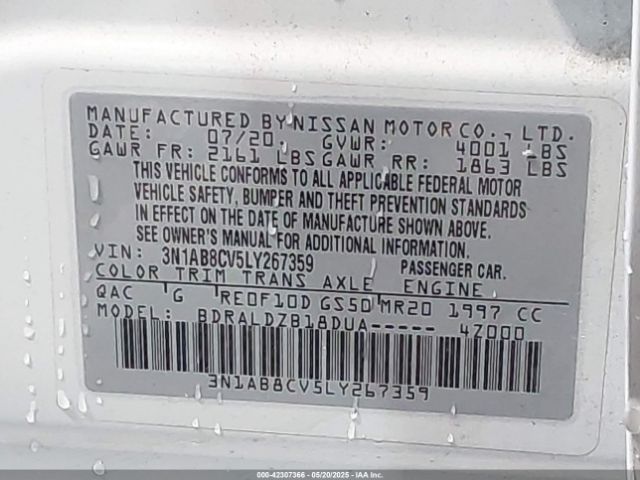 MANUFACTURED BY NISSAN MOTOR CO., LTD.
DATE: 07/20 GVWR: 4001 LBS
GAWR FR: 2161 LBS GAWR RR: 1863 LBS
THIS VEHICLE CONFORMS TO ALL APPLICABLE FEDERAL MOTOR
VEHICLE SAFETY, BUMPER AND THEFT PREVENTION STANDARDS
IN EFFECT ON THE DATE OF MANUFACTURE SHOWN ABOVE.
SEE OWNER'S MANUAL FOR ADDITIONAL INFORMATION.
VIN: 3N1AB8CV5LY267359 PASSENGER CAR.
COLOR TRIM TRANS AXLE ENGINE
QAC G RE0F10D GS50 MR20 1997 CC
MODEL: BDRALDZB18DUA----- 4Z000
3N1AB8CV5LY267359
000-42307366 - 05/20/2025 - IAAI.COM